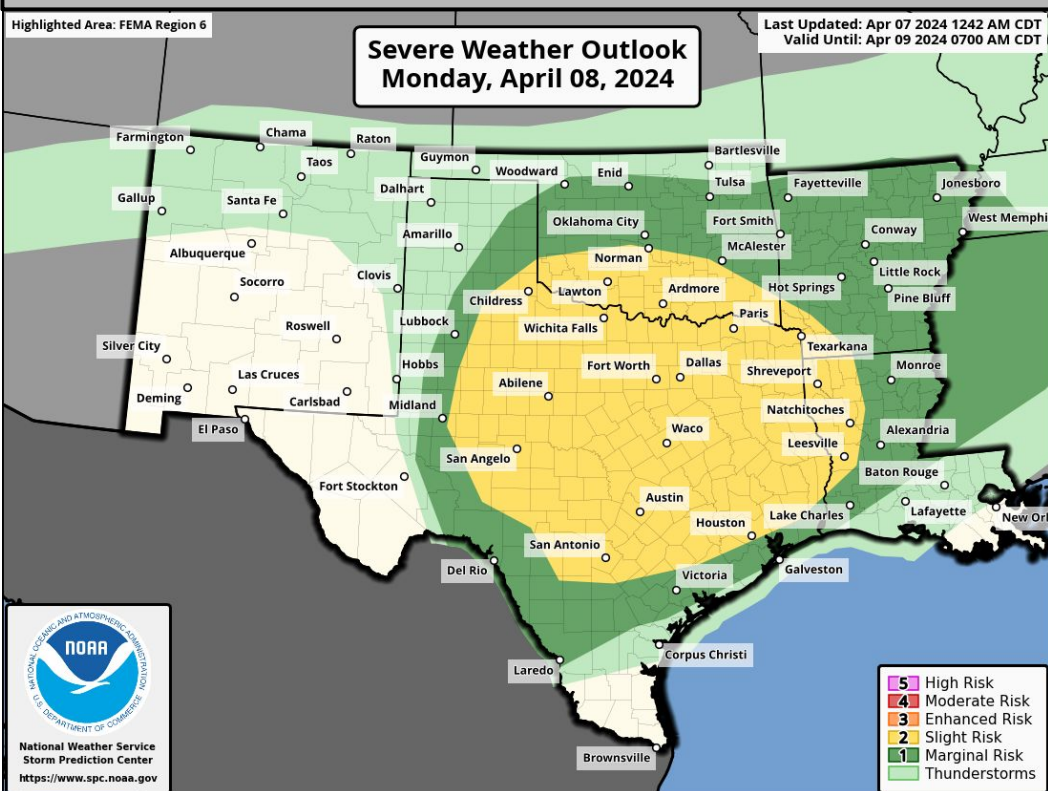 Highlighted Area: FEMA Region 6
Severe Weather Outlook
Monday, April 08, 2024
Last Updated: Apr 07 2024 1242 AM CDT
Valid Until: Apr 09 2024 0700 AM CDT
Farmington
Chama
Raton
Taos
Guymon
Woodward
Enid
Bartlesville
Tulsa
Fayetteville
Jonesboro
Gallup
Santa Fe
Dalhart
Oklahoma City
Fort Smith
Conway
West Memphi
Albuquerque
Amarillo
Norman
McAlester
Little Rock
Socorro
Clovis
Childress
Lawton
Ardmore
Hot Springs
Pine Bluff
Roswell
Lubbock
Wichita Falls
Paris
Texarkana
Silver City
Hobbs
Fort Worth
Dallas
Shreveport
Monroe
Las Cruces
Abilene
Deming
Carlsbad
Midland
Natchitoches
El Paso
Waco
Leesville
Alexandria
San Angelo
Baton Rouge
Fort Stockton
Austin
Houston
Lake Charles
Lafayette
New Orl
San Antonio
Del Rio
Victoria
Galveston
Laredo
Corpus Christi
Brownsville
NATIONAL OCEANIC AND ATMOSPHERIC ADMINISTRATION
NOAA
U.S. DEPARTMENT OF COMMERCE
National Weather Service
Storm Prediction Center
https://www.spc.noaa.gov
5 High Risk
4 Moderate Risk
3 Enhanced Risk
2 Slight Risk
1 Marginal Risk
Thunderstorms